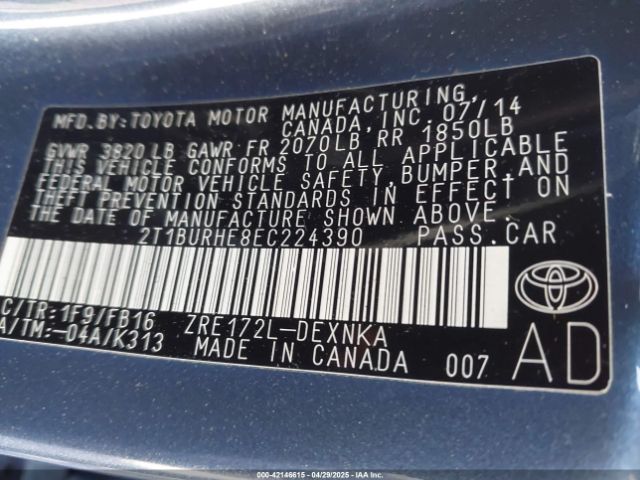 MFD.BY:TOYOTA MOTOR MANUFACTURING,
CANADA, INC. 07/14
GVWR 3820 LB GAWR FR 2070LB RR 1850LB
THIS VEHICLE CONFORMS TO ALL APPLICABLE
FEDERAL MOTOR VEHICLE SAFETY, BUMPER, AND
THEFT PREVENTION STANDARDS IN EFFECT ON
THE DATE OF MANUFACTURE SHOWN ABOVE.
2T1BURHE8EC224390 PASS.CAR
C/TR:1F9/FB16 ZRE172L-DEXNKA
A/TM:-04A/K313 MADE IN CANADA 007 AD
000-42146615 - 04/29/2025 - IAA Inc.